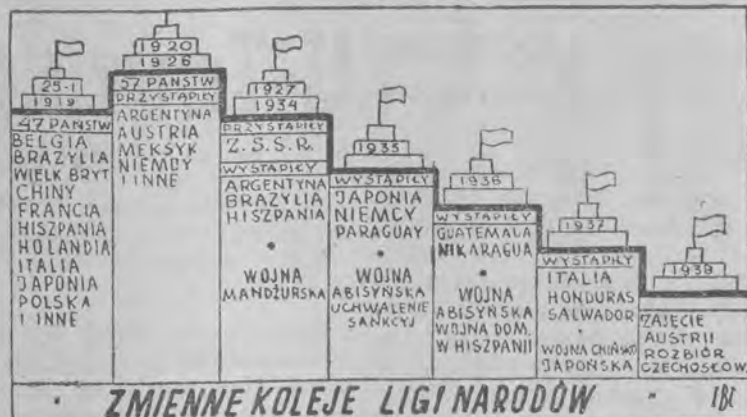 25-I
1919
47 PAŃSTW
BELGIA
BRAZYLIA
WIELK BRYT
CHINY
FRANCIA
HISZPANIA
HOLANDIA
ITALIA
JAPONIA
POLSKA
I INNE
1920
1926
57 PAŃSTW
PRZYSTĄPIŁY
ARGENTYNA
AUSTRIA
MEKSYK
NIEMCY
I INNE
1927
1934
PRZYSTĄPIŁY
Z.S.S.R.
WYSTĄPIŁY
ARGENTYNA
BRAZYLIA
HISZPANIA
WOJNA
MANDŻURSKA
1935
WYSTĄPIŁY
JAPONIA
NIEMCY
PARAGUAY
WOJNA
ABISYŃSKA
UCHWALENIE
SANKCYJ
1936
WYSTĄPIŁY
GUATEMALA
NIKARAGUA
WOJNA
ABISYŃSKA
WOJNA DOM.
W HISZPANII
1937
WYSTĄPIŁY
ITALIA
HONDURAS
SALWADOR
WOJNA CHIŃSKO
JAPOŃSKA
1938
ZAJĘCIE
AUSTRII
ROZBIÓR
CZECHOSŁOW.
ZMIENNE KOLEJE LIGI NARODÓW